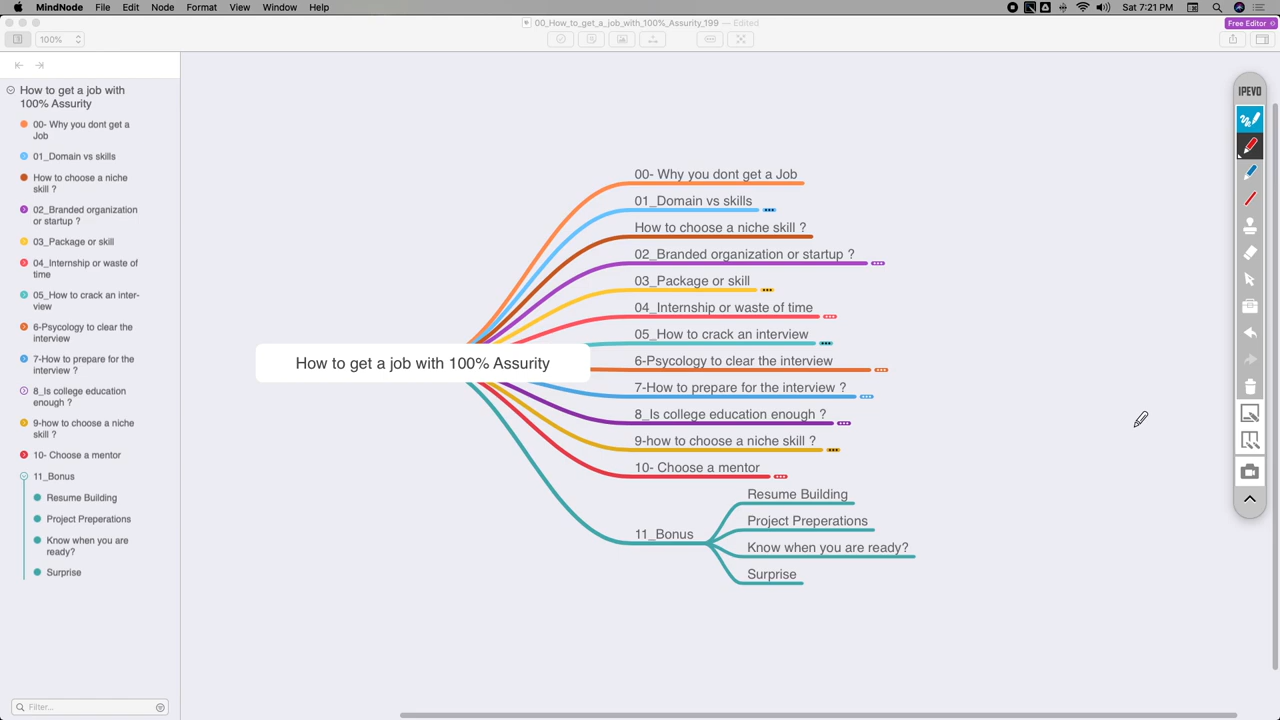 MindNode File Edit Node Format View Window Help Sat 7:21 PM
00_How_to_get_a_job_with_100%_Assurity_199 — Edited
Free Editor
100%
How to get a job with
100% Assurity
00- Why you dont get a
Job
01_Domain vs skills
How to choose a niche
skill ?
02_Branded organization
or startup ?
03_Package or skill
04_Internship or waste of
time
05_How to crack an inter-
view
6-Psycology to clear the
interview
7-How to prepare for the
interview ?
8_Is college education
enough ?
9-how to choose a niche
skill ?
10- Choose a mentor
11_Bonus
Resume Building
Project Preperations
Know when you are
ready?
Surprise
Filter...
How to get a job with 100% Assurity
00- Why you dont get a Job
01_Domain vs skills
How to choose a niche skill ?
02_Branded organization or startup ?
03_Package or skill
04_Internship or waste of time
05_How to crack an interview
6-Psycology to clear the interview
7-How to prepare for the interview ?
8_Is college education enough ?
9-how to choose a niche skill ?
10- Choose a mentor
11_Bonus
Resume Building
Project Preperations
Know when you are ready?
Surprise
IPEVO